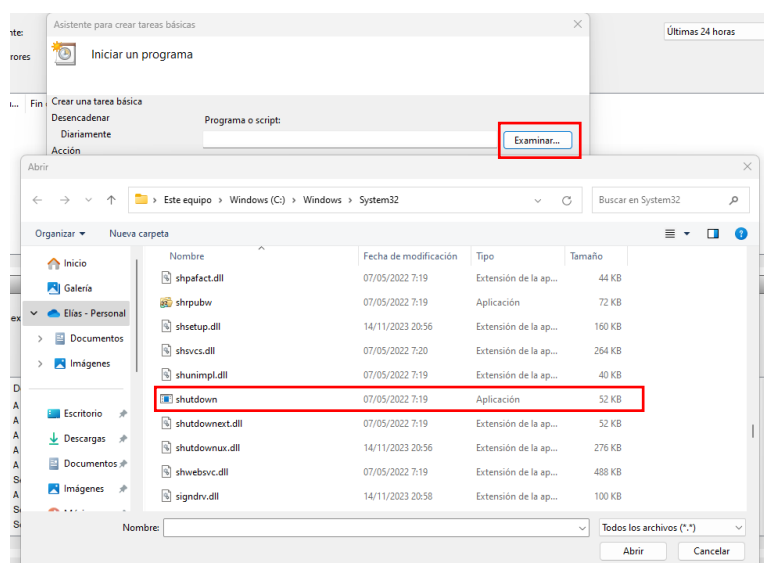 Asistente para crear tareas básicas
nte:
Últimas 24 horas
rores
Iniciar un programa
Fin
Crear una tarea básica
Desencadenar
Programa o script:
Diariamente
Examinar...
Acción
Abrir
Este equipo > Windows (C:) > Windows > System32
Buscar en System32
Organizar
Nueva carpeta
Nombre
Fecha de modificación
Tipo
Tamaño
Inicio
Galería
Elías - Personal
Documentos
Imágenes
Escritorio
Descargas
Documentos
Imágenes
shpafact.dll 07/05/2022 7:19 Extensión de la ap... 44 KB
shrpubw 07/05/2022 7:19 Aplicación 72 KB
shsetup.dll 14/11/2023 20:56 Extensión de la ap... 160 KB
shsvcs.dll 07/05/2022 7:20 Extensión de la ap... 264 KB
shunimpl.dll 07/05/2022 7:19 Extensión de la ap... 40 KB
shutdown 07/05/2022 7:19 Aplicación 52 KB
shutdownext.dll 07/05/2022 7:19 Extensión de la ap... 52 KB
shutdownux.dll 14/11/2023 20:56 Extensión de la ap... 276 KB
shwebsvc.dll 07/05/2022 7:19 Extensión de la ap... 488 KB
signdrv.dll 14/11/2023 20:58 Extensión de la ap... 100 KB
Nombre:
Todos los archivos (*.*)
Abrir
Cancelar